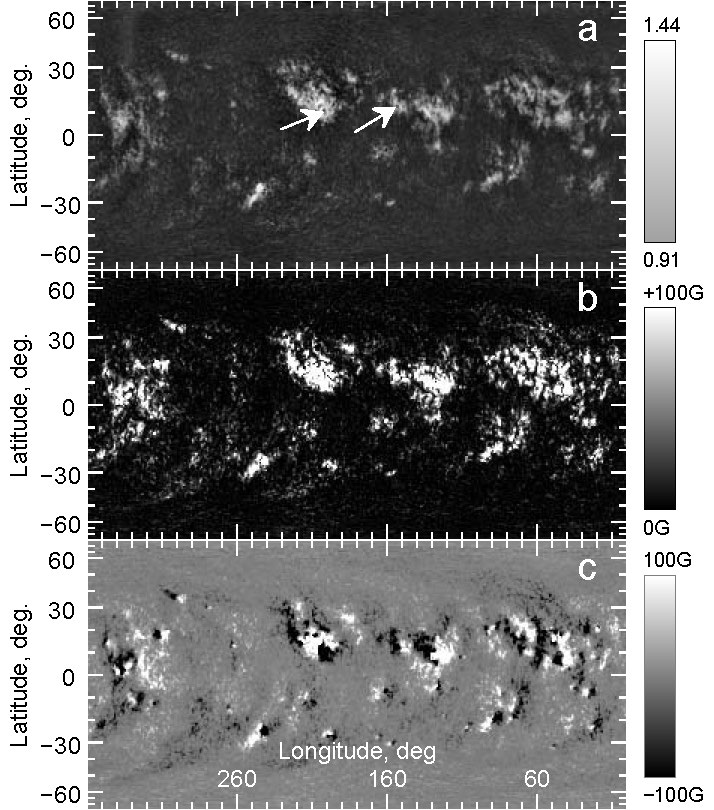 60
30
0
−30
−60
Latitude, deg.
a
1.44
0.91
60
30
0
−30
−60
Latitude, deg.
b
+100G
0G
60
30
0
−30
−60
Latitude, deg.
c
100G
−100G
Longitude, deg
260 160 60